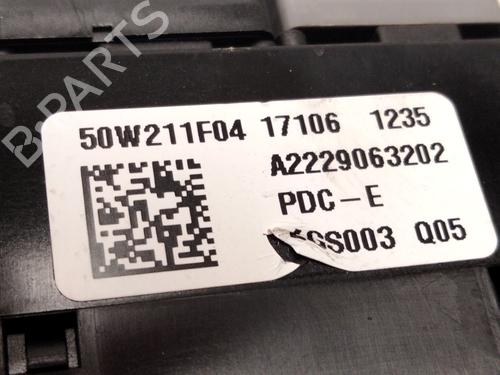 B-PARTS
50W211F04 17106 1235
A2229063202
PDC-E
GS003 Q05